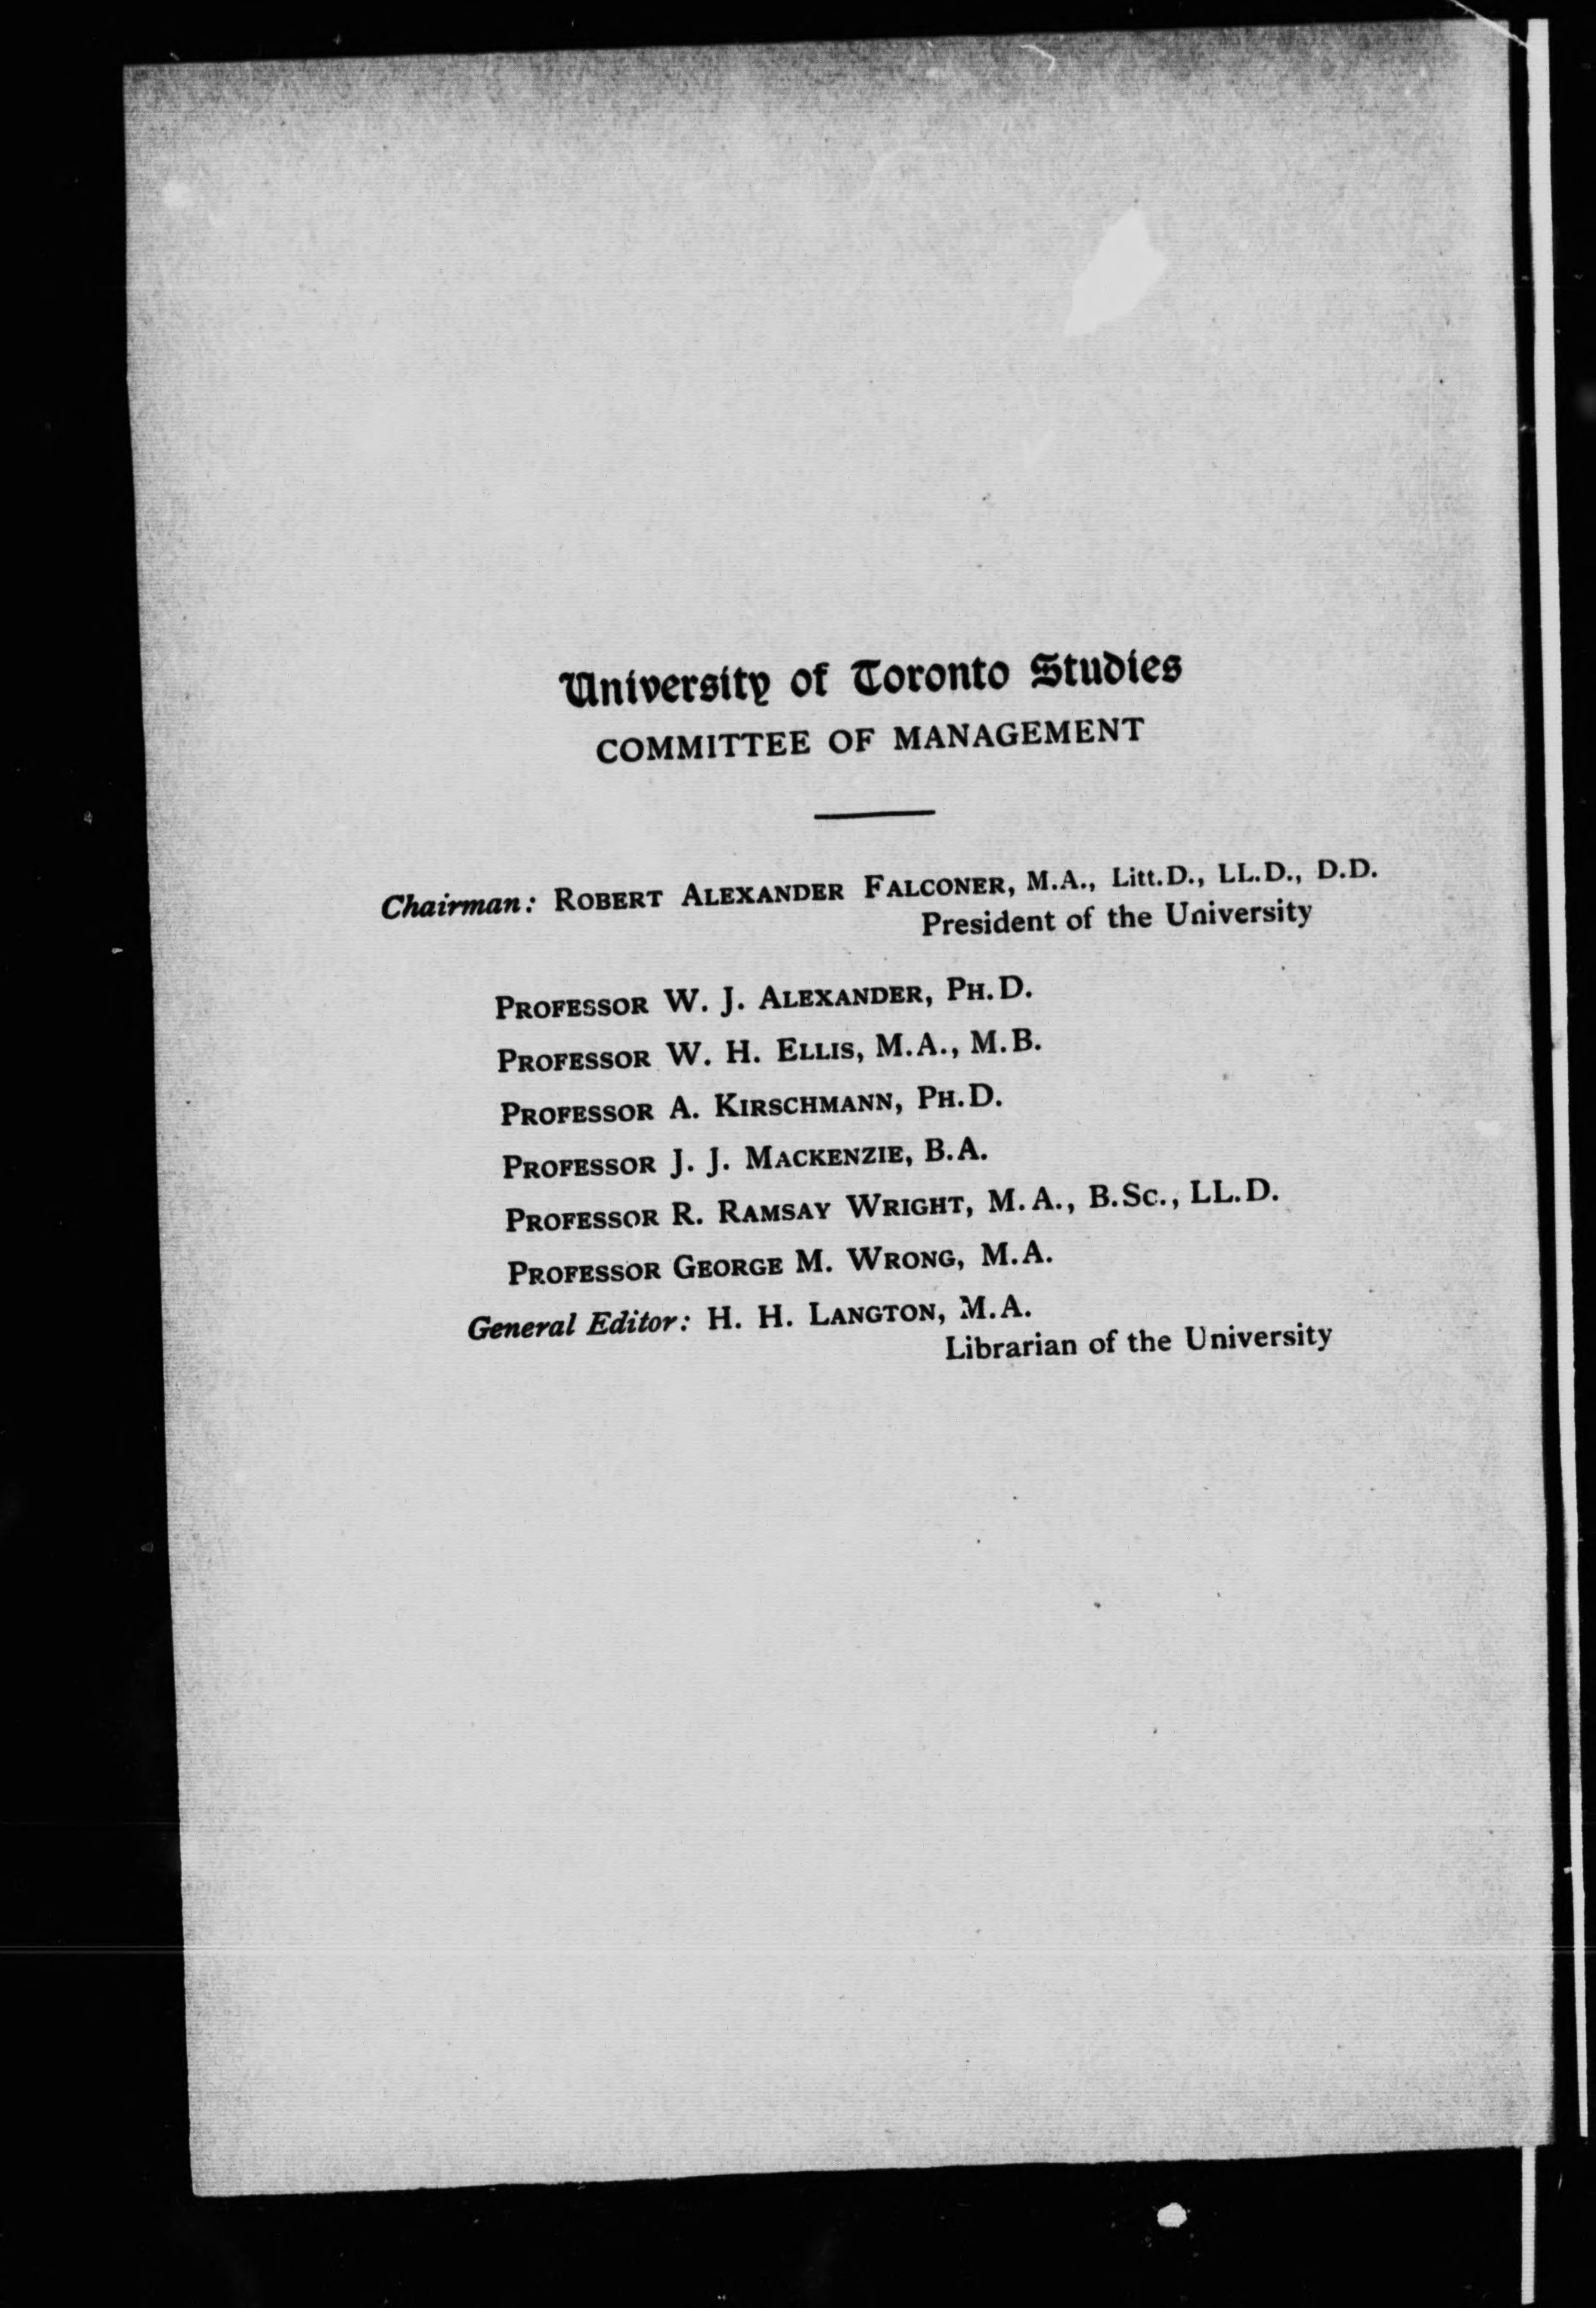 University of Toronto Studies
COMMITTEE OF MANAGEMENT
Chairman: ROBERT ALEXANDER FALCONER, M.A., Litt.D., LL.D., D.D.
President of the University
PROFESSOR W. J. ALEXANDER, PH.D.
PROFESSOR W. H. ELLIS, M.A., M.B.
PROFESSOR A. KIRSCHMANN, PH.D.
PROFESSOR J. J. MACKENZIE, B.A.
PROFESSOR R. RAMSAY WRIGHT, M.A., B.SC., LL.D.
PROFESSOR GEORGE M. WRONG, M.A.
General Editor: H. H. LANGTON, M.A.
Librarian of the University